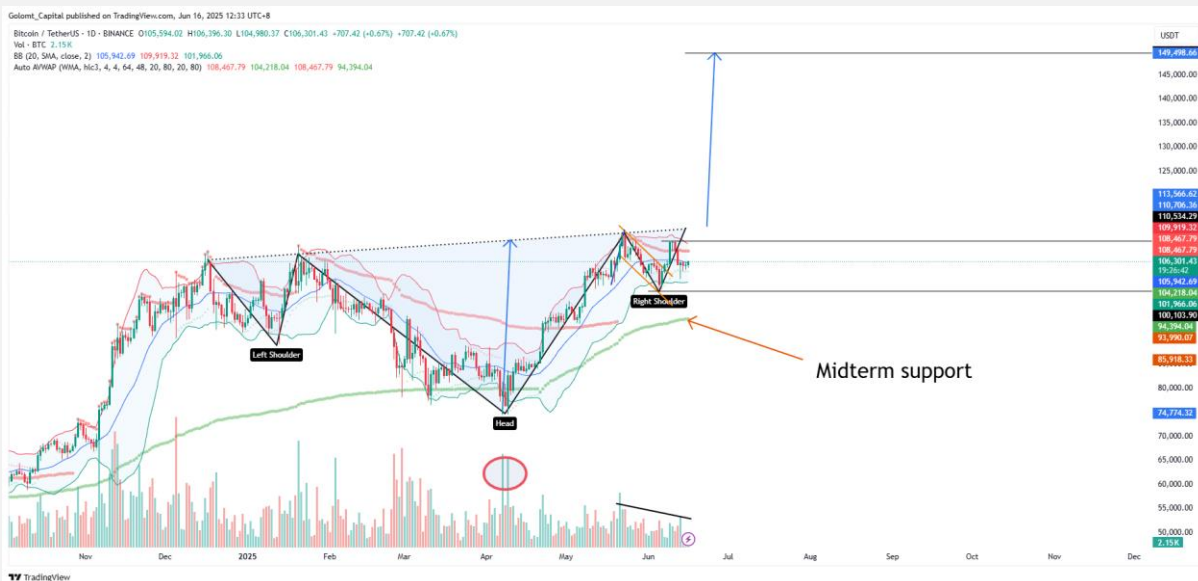 Golomt_Capital published on TradingView.com, Jun 16, 2025 12:33 UTC+8
Bitcoin / TetherUS · 1D · BINANCE O105,594.02 H106,396.30 L104,980.37 C106,301.43 +707.42 (+0.67%) +707.42 (+0.67%)
Vol · BTC 2.15K
BB (20, SMA, close, 2) 105,942.69 109,919.32 101,966.06
Auto AVWAP (WMA, hlc3, 4, 4, 64, 48, 20, 80, 20, 80) 108,467.79 104,218.04 108,467.79 94,394.04
USDT
149,498.66
145,000.00
140,000.00
135,000.00
130,000.00
125,000.00
113,566.62
110,706.36
110,534.29
109,919.32
108,467.79
108,467.79
106,301.43
19:26:42
105,942.69
104,218.04
101,966.06
100,103.90
94,394.04
93,990.07
85,918.33
80,000.00
74,774.32
70,000.00
65,000.00
60,000.00
55,000.00
50,000.00
2.15K
Left Shoulder
Right Shoulder
Head
Midterm support
Nov Dec 2025 Feb Mar Apr May Jun Jul Aug Sep Oct Nov Dec
TradingView